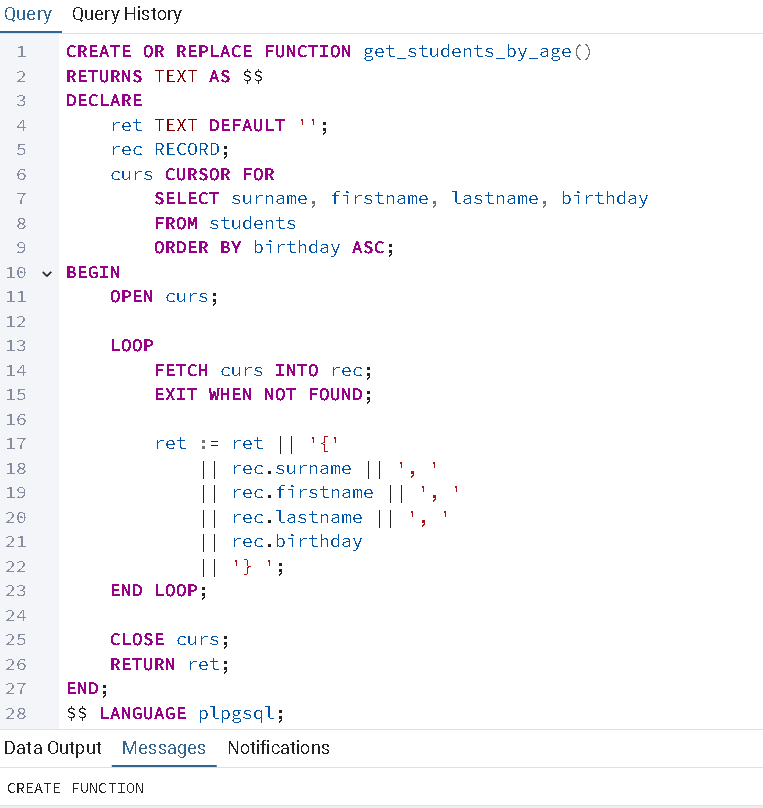 Query Query History
1 CREATE OR REPLACE FUNCTION get_students_by_age()
2 RETURNS TEXT AS $$
3 DECLARE
4 ret TEXT DEFAULT '';
5 rec RECORD;
6 curs CURSOR FOR
7 SELECT surname, firstname, lastname, birthday
8 FROM students
9 ORDER BY birthday ASC;
10 BEGIN
11 OPEN curs;
12
13 LOOP
14 FETCH curs INTO rec;
15 EXIT WHEN NOT FOUND;
16
17 ret := ret || '{'
18 || rec.surname || ', '
19 || rec.firstname || ', '
20 || rec.lastname || ', '
21 || rec.birthday
22 || '} ';
23 END LOOP;
24
25 CLOSE curs;
26 RETURN ret;
27 END;
28 $$ LANGUAGE plpgsql;
Data Output Messages Notifications
CREATE FUNCTION